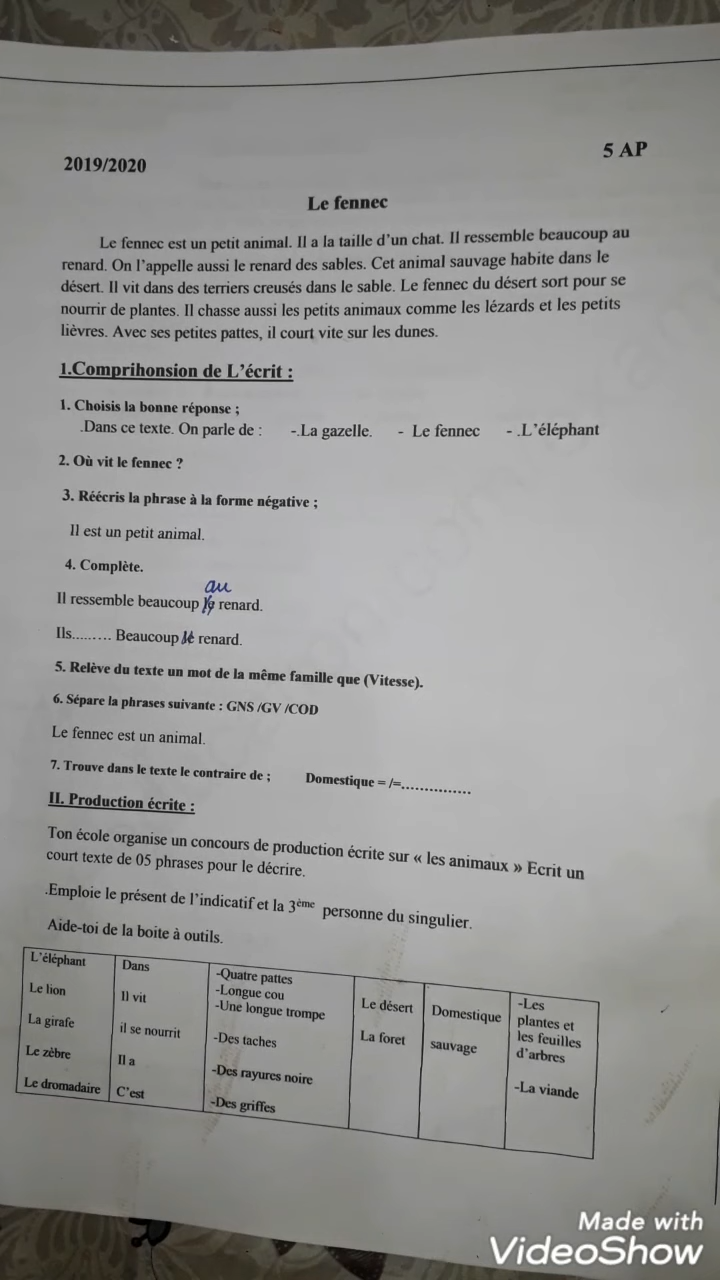 2019/2020
5 AP
Le fennec
Le fennec est un petit animal. Il a la taille d'un chat. Il ressemble beaucoup au
renard. On l'appelle aussi le renard des sables. Cet animal sauvage habite dans le
désert. Il vit dans des terriers creusés dans le sable. Le fennec du désert sort pour se
nourrir de plantes. Il chasse aussi les petits animaux comme les lézards et les petits
lièvres. Avec ses petites pattes, il court vite sur les dunes.
1.Comprihonsion de L'écrit :
1. Choisis la bonne réponse ;
.Dans ce texte. On parle de : -.La gazelle. - Le fennec - .L'éléphant
2. Où vit le fennec ?
3. Réécris la phrase à la forme négative ;
Il est un petit animal.
4. Complète.
au
Il ressemble beaucoup renard.
Ils......... Beaucoup le renard.
5. Relève du texte un mot de la même famille que (Vitesse).
6. Sépare la phrases suivante : GNS /GV /COD
Le fennec est un animal.
7. Trouve dans le texte le contraire de ; Domestique = /=...............
II. Production écrite :
Ton école organise un concours de production écrite sur « les animaux » Ecrit un
court texte de 05 phrases pour le décrire.
.Emploie le présent de l'indicatif et la 3ème personne du singulier.
Aide-toi de la boite à outils.
L'éléphant
Le lion
La girafe
Le zèbre
Le dromadaire
Dans
Il vit
il se nourrit
Il a
C'est
-Quatre pattes
-Longue cou
-Une longue trompe
-Des taches
-Des rayures noire
-Des griffes
Le désert
La foret
Domestique
sauvage
-Les
plantes et
les feuilles
d'arbres
-La viande
Made with
VideoShow